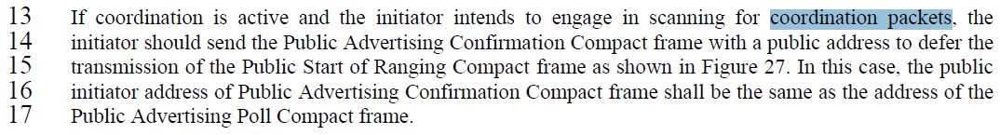 13 If coordination is active and the initiator intends to engage in scanning for coordination packets, the
14 initiator should send the Public Advertising Confirmation Compact frame with a public address to defer the
15 transmission of the Public Start of Ranging Compact frame as shown in Figure 27. In this case, the public
16 initiator address of Public Advertising Confirmation Compact frame shall be the same as the address of the
17 Public Advertising Poll Compact frame.